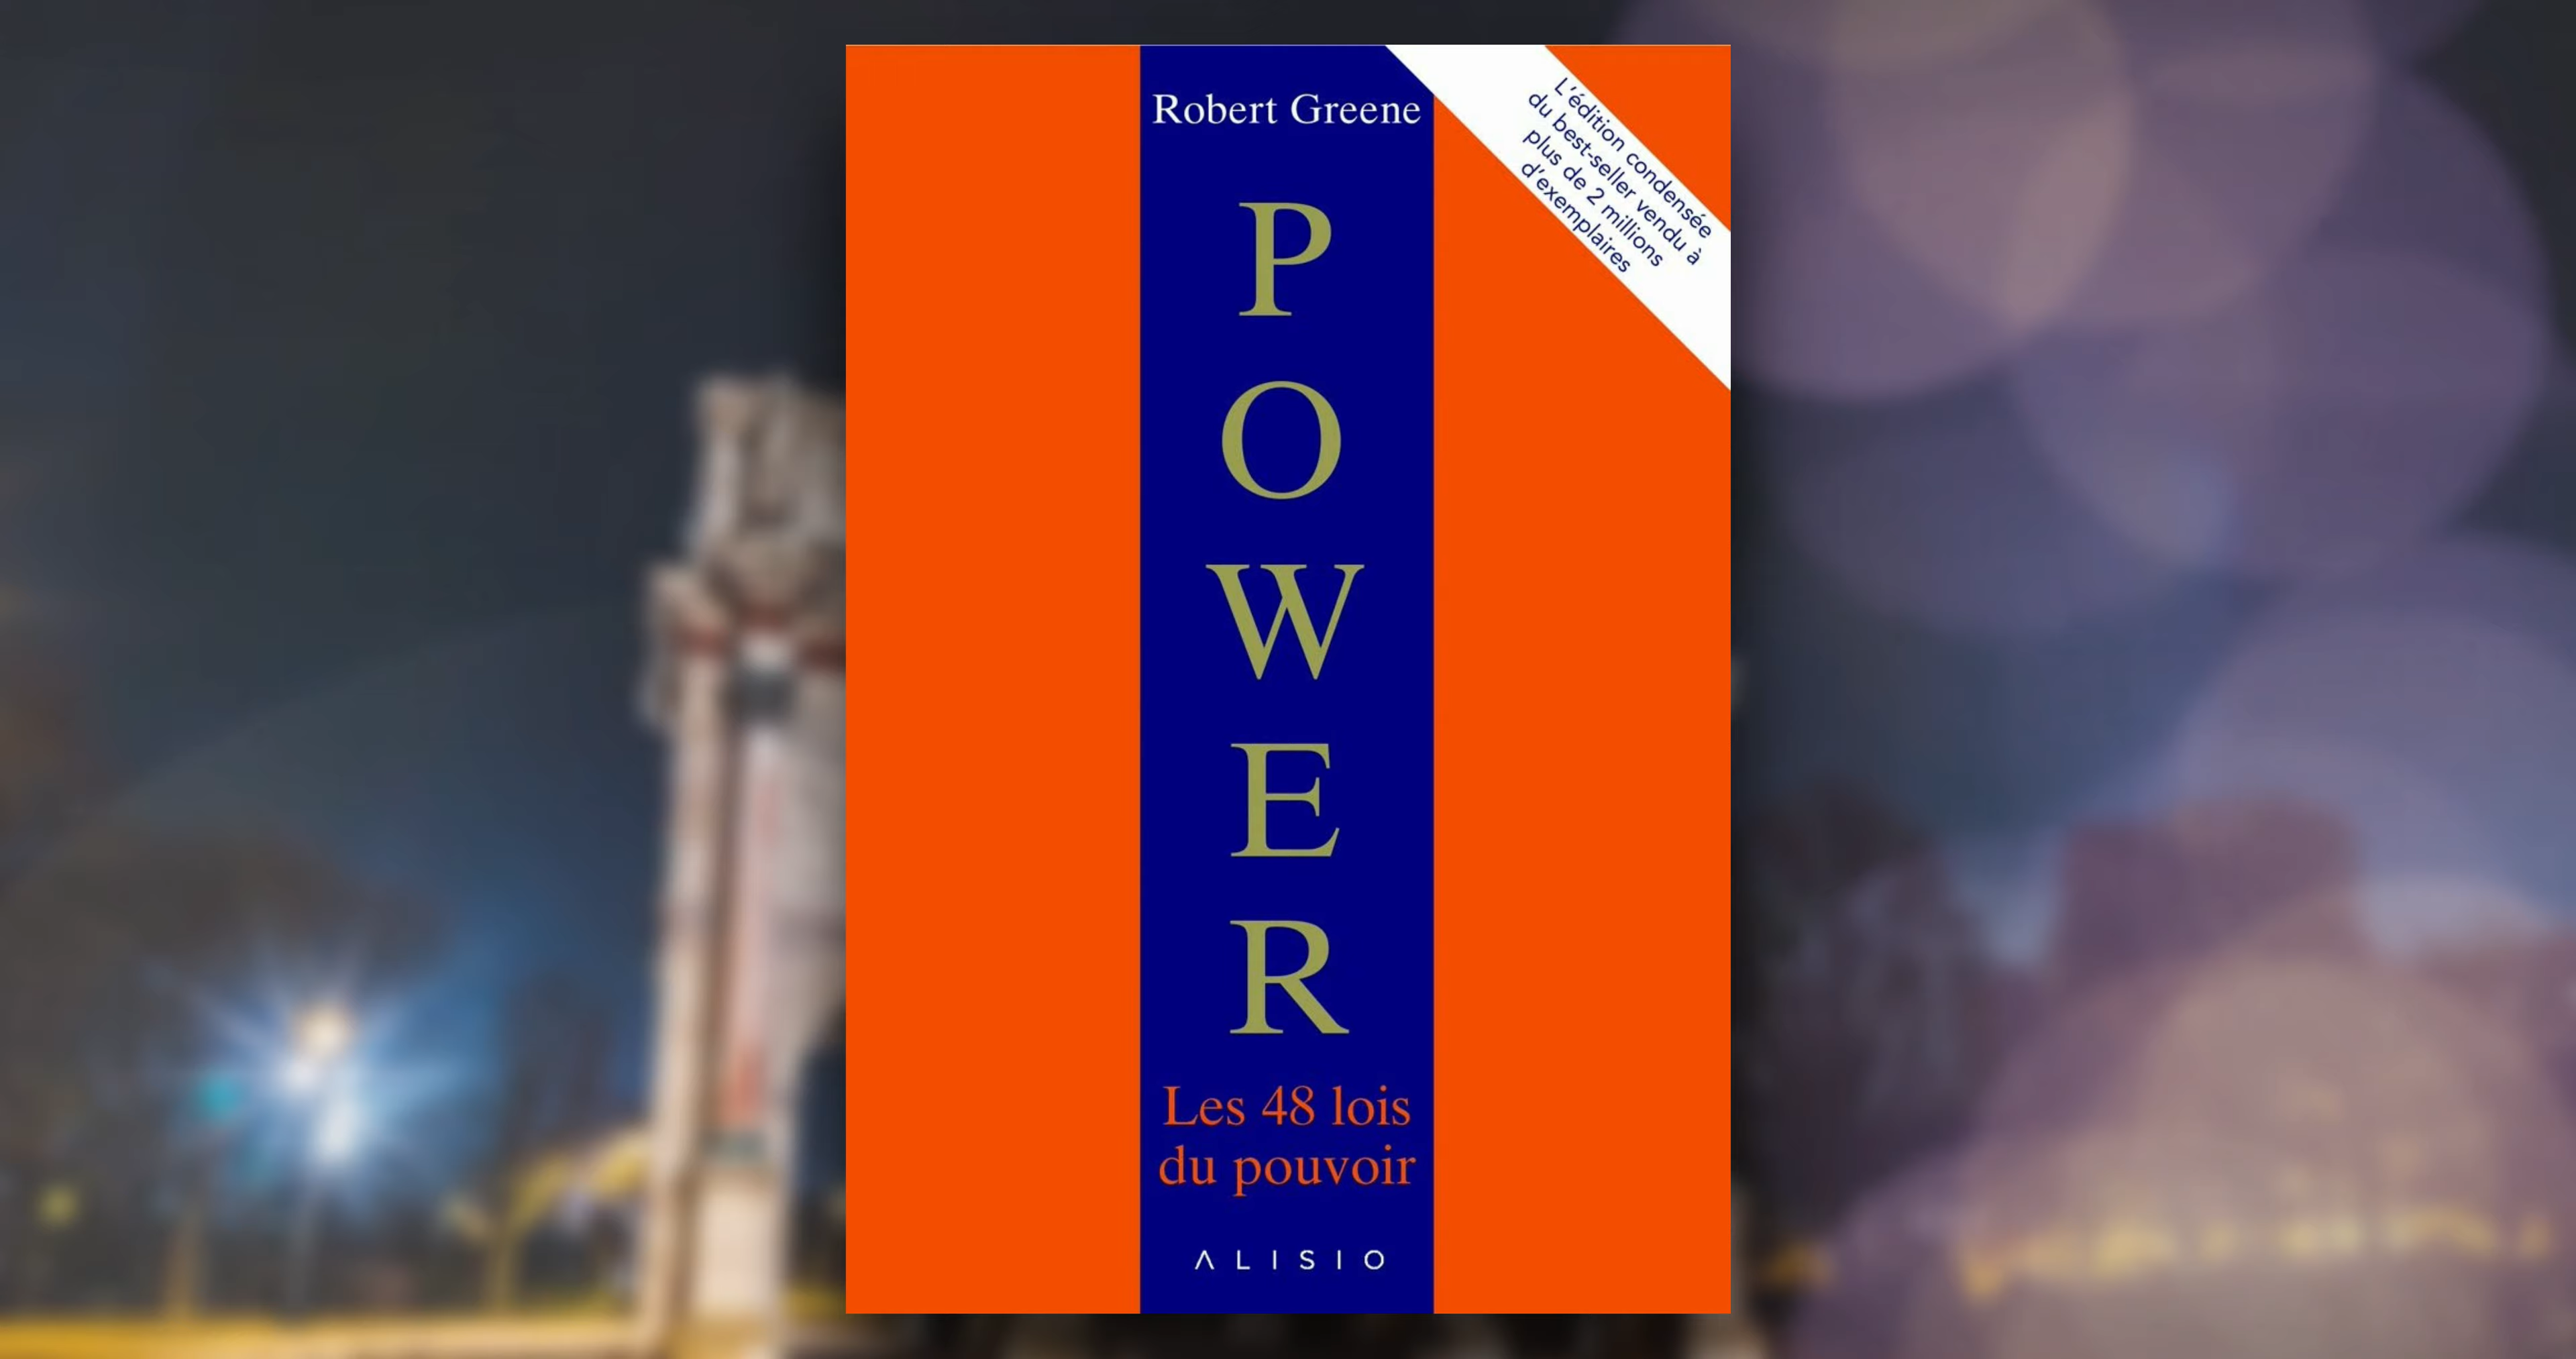 Robert Greene
L'édition condensée
du best-seller vendu à
plus de 2 millions
d'exemplaires
POWER
Les 48 lois
du pouvoir
ALISIO